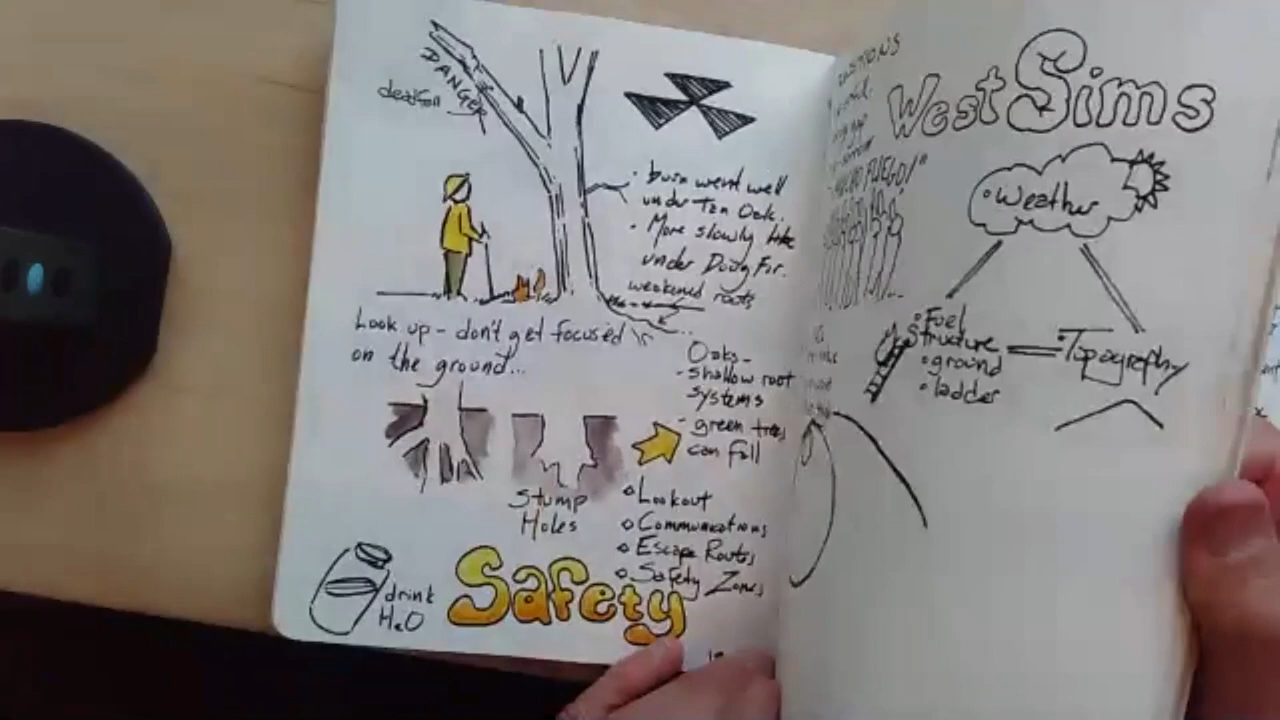 DANGER
burn went well
under Tan Oak.
More slowly
under Doug Fir.
weakened roots
Look up - don't get focused
on the ground...
Oaks -
- shallow root
systems
- green trees
can fall
Stump
Holes
Lookout
Communications
Escape Routes
Safety Zones
drink
H2O
Safety
West Sims
Weather
Fuel
Structure
ground
ladder
Topography
FUEGO!"